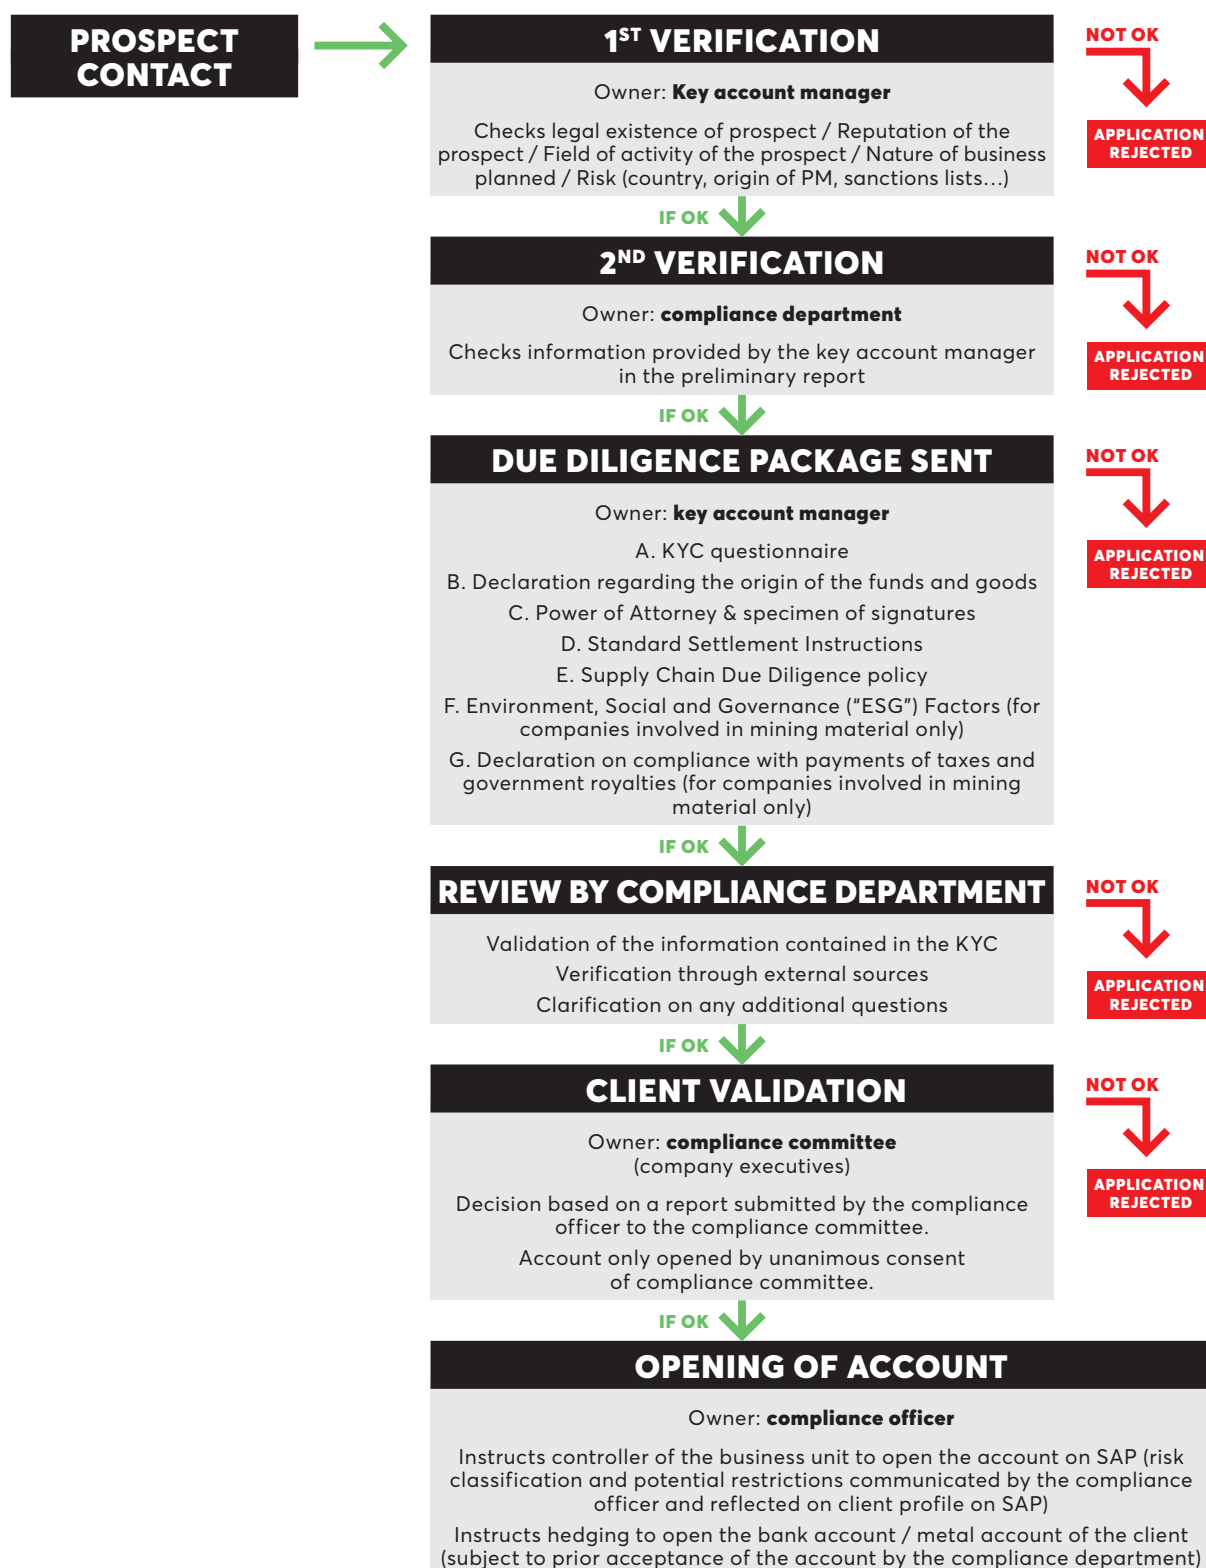 PROSPECT
CONTACT
1ST VERIFICATION
NOT OK
Owner: Key account manager
Checks legal existence of prospect / Reputation of the
prospect / Field of activity of the prospect / Nature of business
planned / Risk (country, origin of PM, sanctions lists...)
APPLICATION
REJECTED
IF OK
2ND VERIFICATION
NOT OK
Owner: compliance department
Checks information provided by the key account manager
in the preliminary report
APPLICATION
REJECTED
IF OK
DUE DILIGENCE PACKAGE SENT
NOT OK
Owner: key account manager
A. KYC questionnaire
B. Declaration regarding the origin of the funds and goods
C. Power of Attorney & specimen of signatures
D. Standard Settlement Instructions
E. Supply Chain Due Diligence policy
F. Environment, Social and Governance (“ESG”) Factors (for
companies involved in mining material only)
G. Declaration on compliance with payments of taxes and
government royalties (for companies involved in mining
material only)
APPLICATION
REJECTED
IF OK
REVIEW BY COMPLIANCE DEPARTMENT
NOT OK
Validation of the information contained in the KYC
Verification through external sources
Clarification on any additional questions
APPLICATION
REJECTED
IF OK
CLIENT VALIDATION
NOT OK
Owner: compliance committee
(company executives)
Decision based on a report submitted by the compliance
officer to the compliance committee.
Account only opened by unanimous consent
of compliance committee.
APPLICATION
REJECTED
IF OK
OPENING OF ACCOUNT
Owner: compliance officer
Instructs controller of the business unit to open the account on SAP (risk
classification and potential restrictions communicated by the compliance
officer and reflected on client profile on SAP)
Instructs hedging to open the bank account / metal account of the client
(subject to prior acceptance of the account by the compliance department)